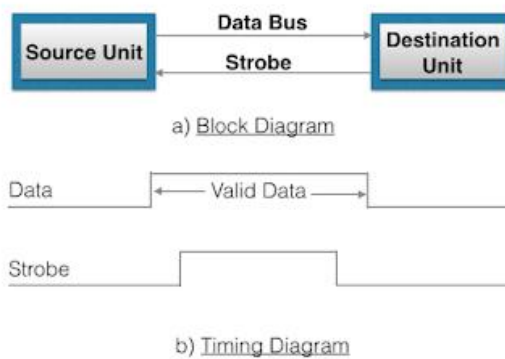 Data Bus
Source Unit
Destination
Unit
Strobe
a) Block Diagram
Data
Valid Data
Strobe
b) Timing Diagram